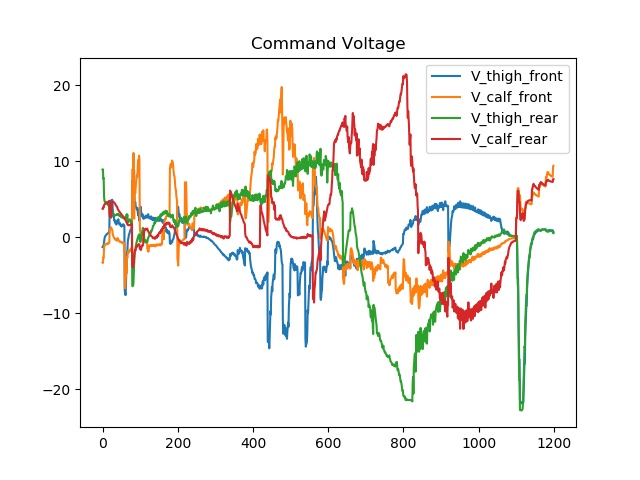 Command Voltage
V_thigh_front
V_calf_front
V_thigh_rear
V_calf_rear
20
10
0
−10
−20
0 200 400 600 800 1000 1200